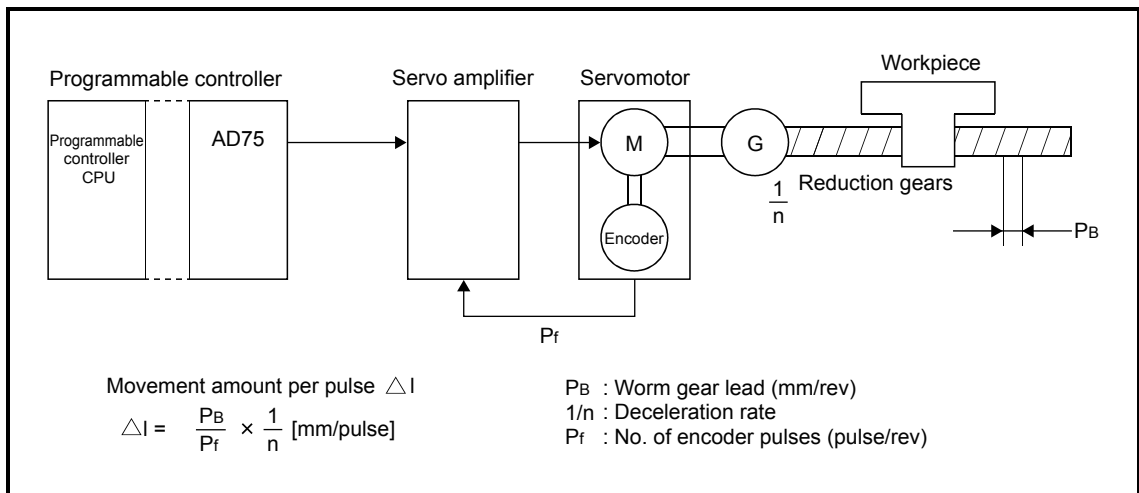 Programmable controller
Servo amplifier
Servomotor
Workpiece
Programmable
controller
CPU
AD75
M
G
Reduction gears
1
n
Encoder
PB
Pf
Movement amount per pulse △l
△l = PB/Pf × 1/n [mm/pulse]
PB : Worm gear lead (mm/rev)
1/n : Deceleration rate
Pf : No. of encoder pulses (pulse/rev)